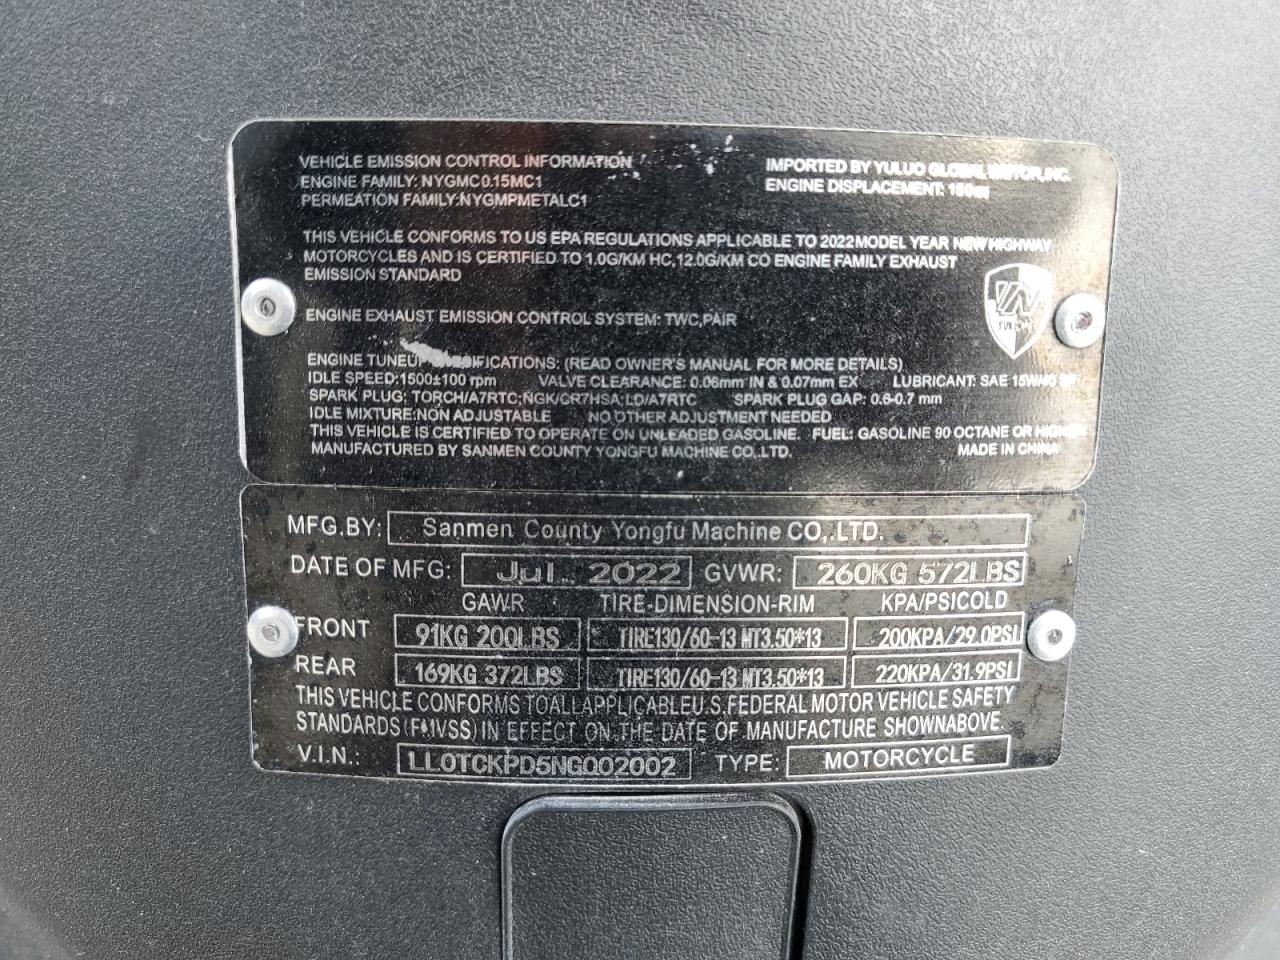 VEHICLE EMISSION CONTROL INFORMATION
ENGINE FAMILY: NYGMC0.15MC1
PERMEATION FAMILY:NYGMPMETALC1
IMPORTED BY YULUO GLOBAL MOTOR,INC.
ENGINE DISPLACEMENT: 150cc
THIS VEHICLE CONFORMS TO US EPA REGULATIONS APPLICABLE TO 2022MODEL YEAR NEW HIGHWAY
MOTORCYCLES AND IS CERTIFIED TO 1.0G/KM HC,12.0G/KM CO ENGINE FAMILY EXHAUST
EMISSION STANDARD
ENGINE EXHAUST EMISSION CONTROL SYSTEM: TWC,PAIR
ENGINE TUNEUP (READ OWNER'S MANUAL FOR MORE DETAILS)
IDLE SPEED:1500±100 rpm VALVE CLEARANCE: 0.06mm IN & 0.07mm EX LUBRICANT: SAE
SPARK PLUG: TORCH/A7RTC;NGK/CR7HSA;LD/A7RTC SPARK PLUG GAP: 0.6-0.7 mm
IDLE MIXTURE:NON ADJUSTABLE NO OTHER ADJUSTMENT NEEDED
THIS VEHICLE IS CERTIFIED TO OPERATE ON UNLEADED GASOLINE. FUEL: GASOLINE 90 OCTANE OR HIGHER
MANUFACTURED BY SANMEN COUNTY YONGFU MACHINE CO.,LTD. MADE IN CHINA
MFG.BY: Sanmen County Yongfu Machine CO,.LTD.
DATE OF MFG: Jul. 2022 GVWR: 260KG 572LBS
GAWR TIRE-DIMENSION-RIM KPA/PSICOLD
FRONT 91KG 200LBS TIRE130/60-13 MT3.50*13 200KPA/29.0PSI
REAR 169KG 372LBS TIRE130/60-13 MT3.50*13 220KPA/31.9PSI
THIS VEHICLE CONFORMS TOALLAPPLICABLEU.S.FEDERAL MOTOR VEHICLE SAFETY
STANDARDS (FMVSS) IN EFFECT ON THE DATE OF MANUFACTURE SHOWNABOVE.
V.I.N.: LL0TCKPD5NG002002 TYPE: MOTORCYCLE